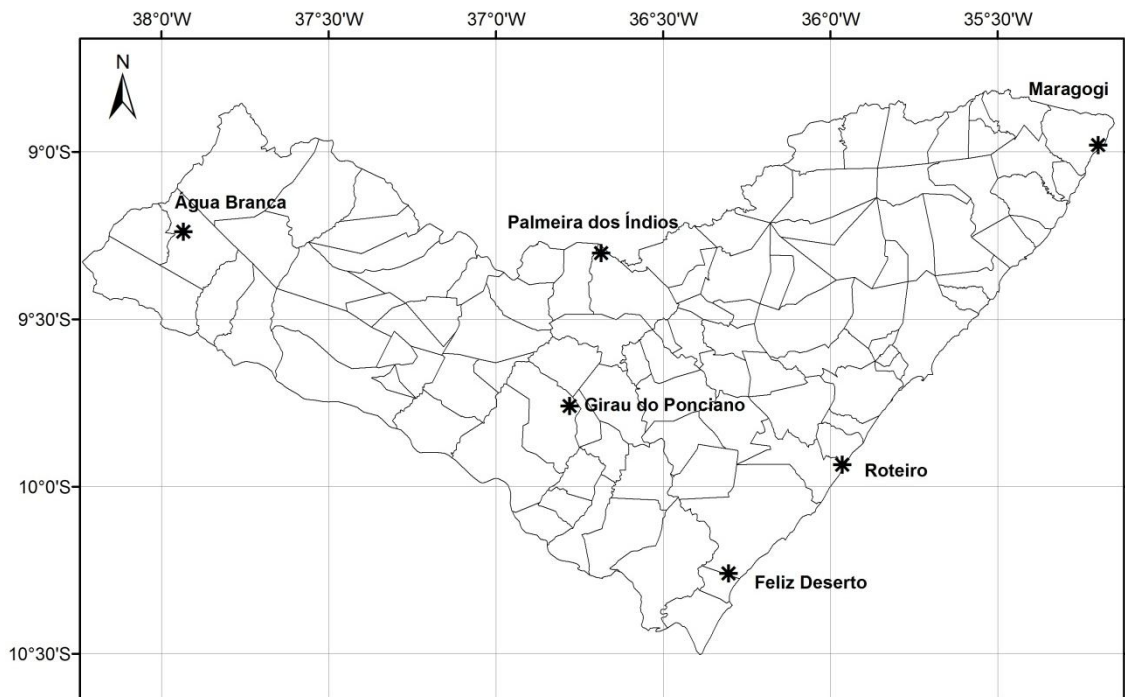 38°0'W 37°30'W 37°0'W 36°30'W 36°0'W 35°30'W
N
Maragogi
9°0'S
Água Branca
Palmeira dos Índios
9°30'S
Girau do Ponciano
Roteiro
10°0'S
Feliz Deserto
10°30'S